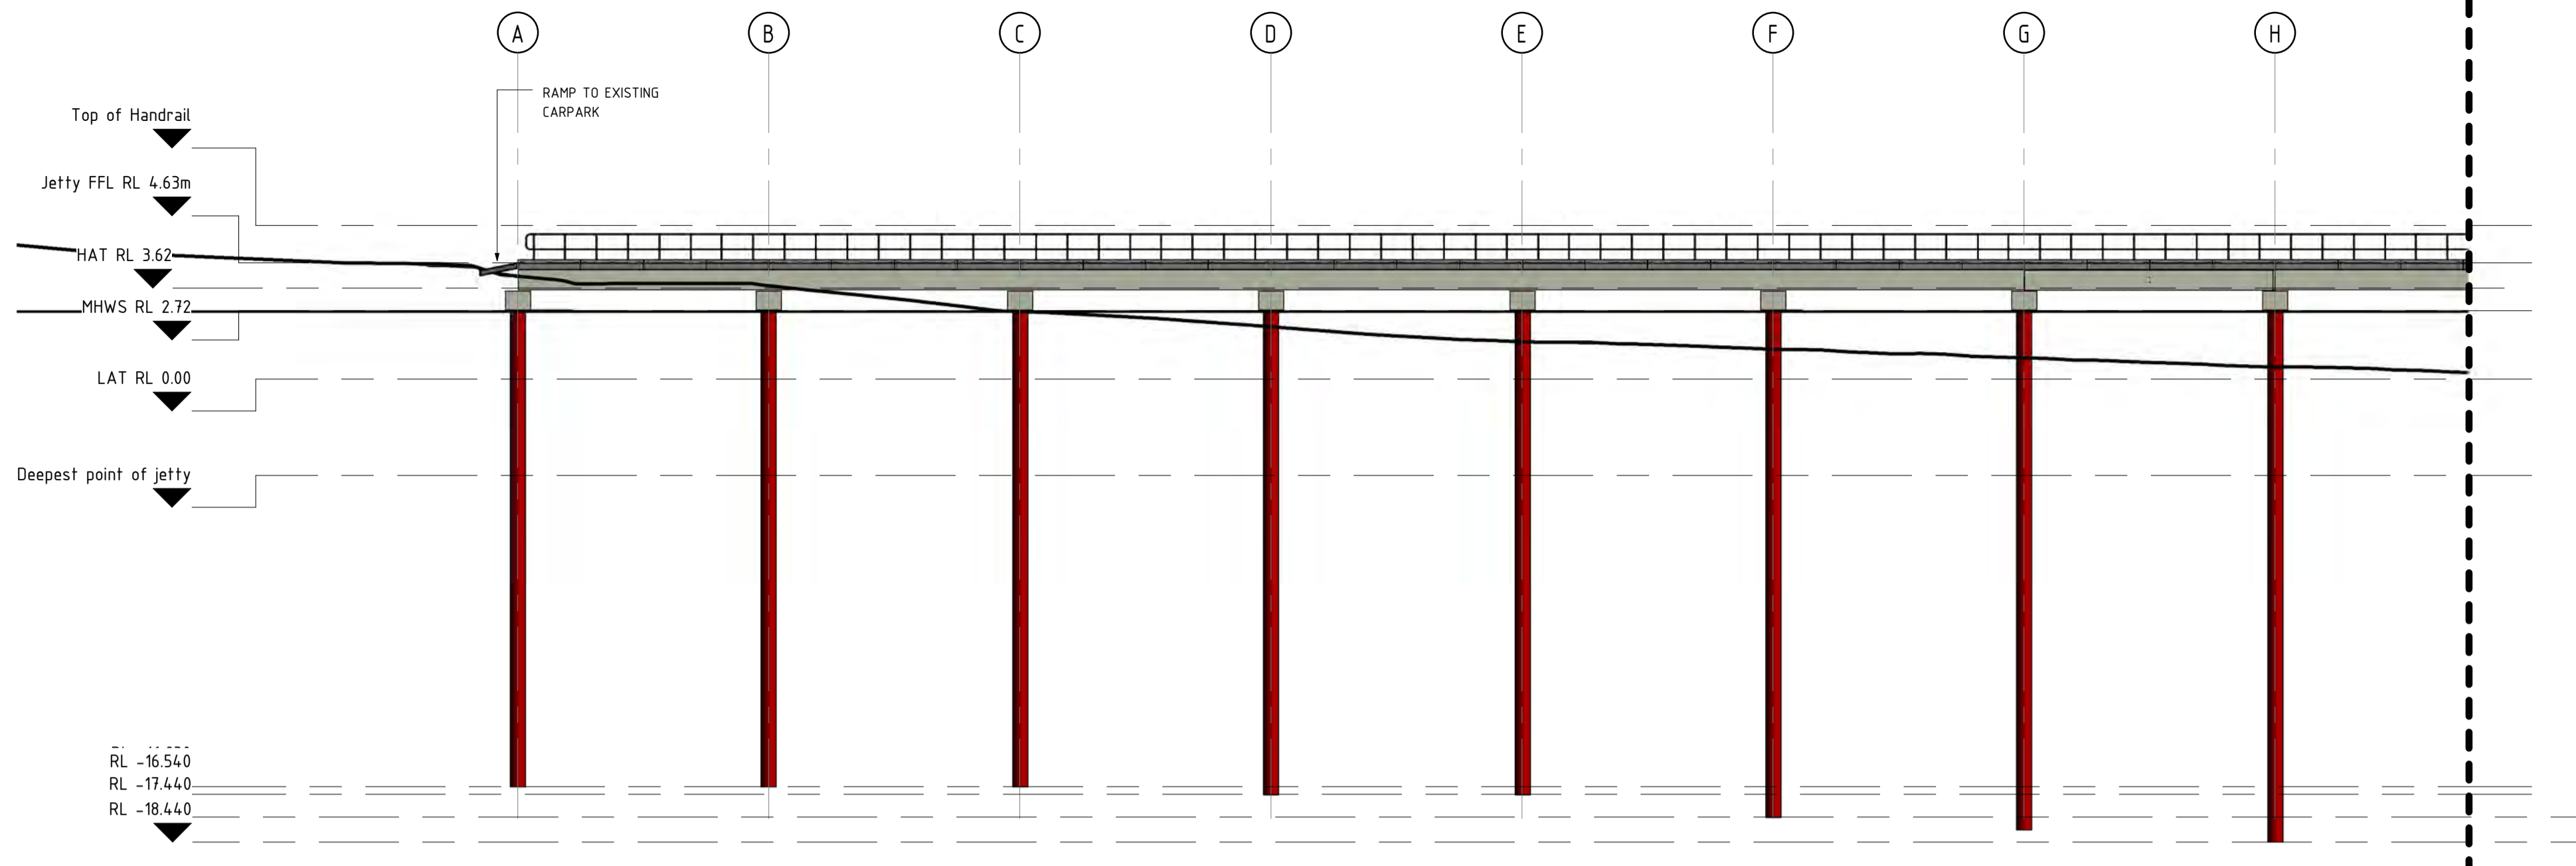 A B C D E F G H
RAMP TO EXISTING
CARPARK
Top of Handrail
Jetty FFL RL 4.63m
HAT RL 3.62
MHWS RL 2.72
LAT RL 0.00
Deepest point of jetty
RL -16.540
RL -17.440
RL -18.440